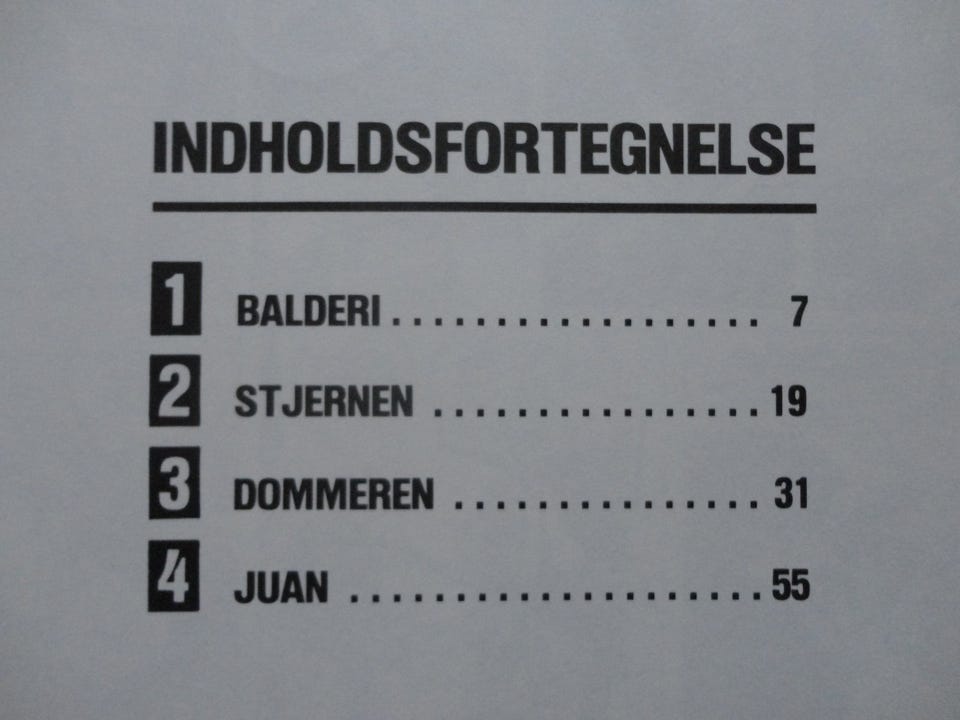 INDHOLDSFORTEGNELSE
1 BALDERI ................... 7
2 STJERNEN ................ 19
3 DOMMEREN ............... 31
4 JUAN .................... 55